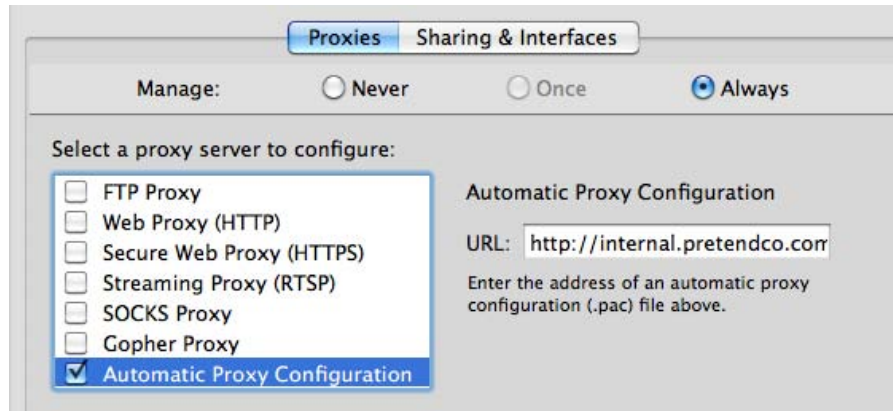 Proxies Sharing & Interfaces
Manage: Never Once Always
Select a proxy server to configure:
FTP Proxy
Web Proxy (HTTP)
Secure Web Proxy (HTTPS)
Streaming Proxy (RTSP)
SOCKS Proxy
Gopher Proxy
Automatic Proxy Configuration
Automatic Proxy Configuration
URL: http://internal.pretendco.com
Enter the address of an automatic proxy
configuration (.pac) file above.